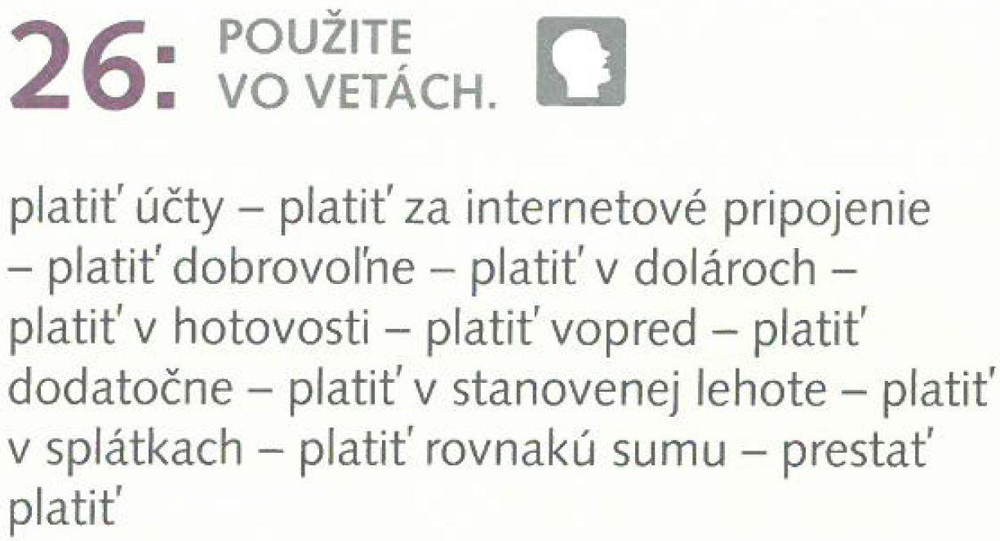 26: POUŽITE
VO VETÁCH.
platiť účty – platiť za internetové pripojenie
– platiť dobrovoľne – platiť v dolároch –
platiť v hotovosti – platiť vopred – platiť
dodatočne – platiť v stanovenej lehote – platiť
v splátkach – platiť rovnakú sumu – prestať
platiť